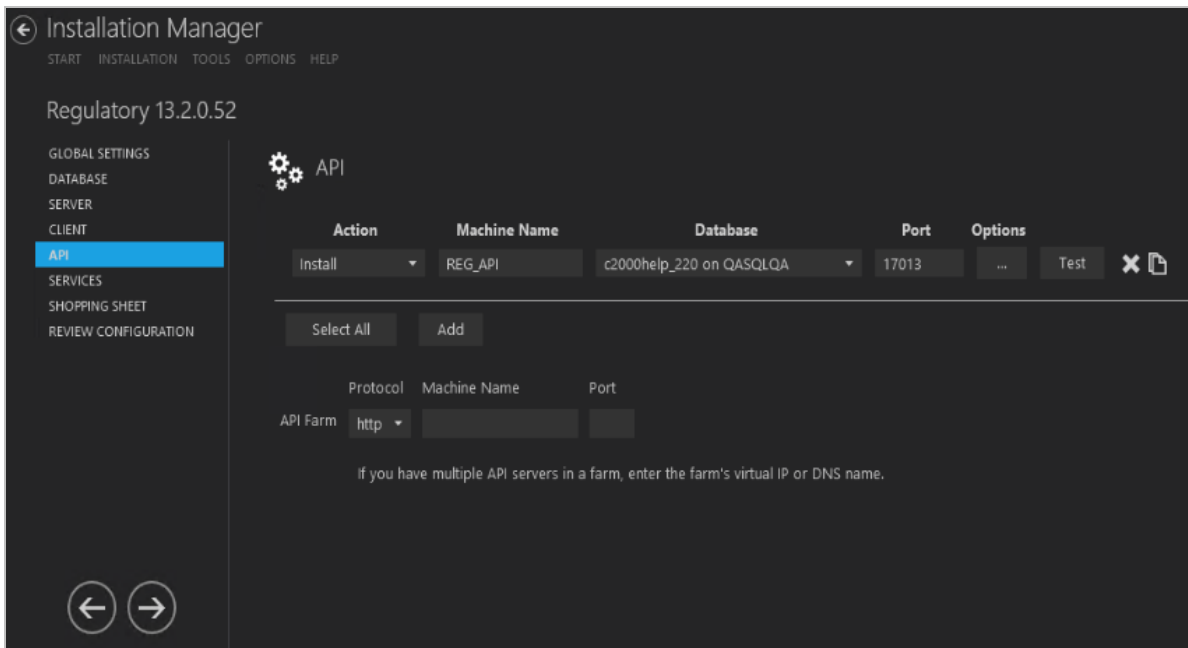 Installation Manager
START INSTALLATION TOOLS OPTIONS HELP
Regulatory 13.2.0.52
GLOBAL SETTINGS
DATABASE
SERVER
CLIENT
API
SERVICES
SHOPPING SHEET
REVIEW CONFIGURATION
API
Action Machine Name Database Port Options
Install REG_API c2000help_220 on QASQLQA 17013 ... Test
Select All Add
Protocol Machine Name Port
API Farm http
If you have multiple API servers in a farm, enter the farm's virtual IP or DNS name.